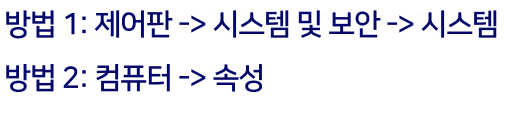 방법 1: 제어판 -> 시스템 및 보안 -> 시스템
방법 2: 컴퓨터 -> 속성